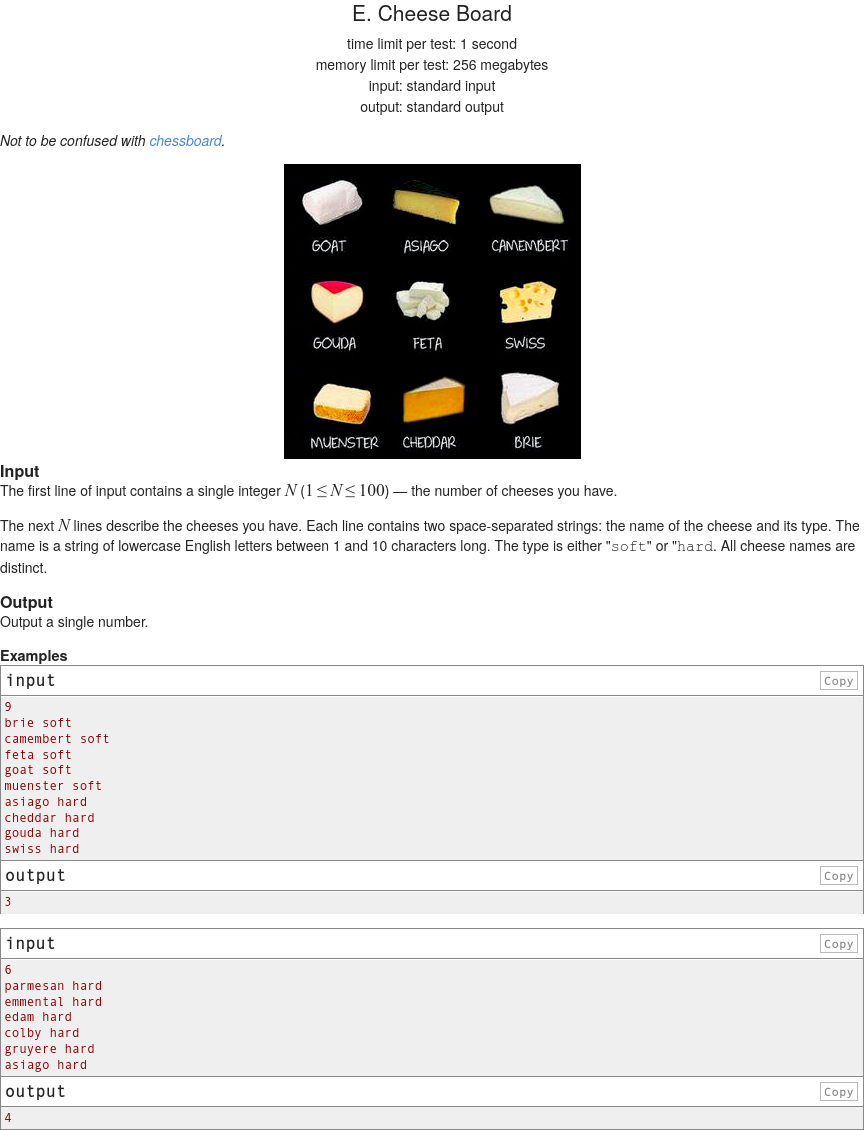 E. Cheese Board
time limit per test: 1 second
memory limit per test: 256 megabytes
input: standard input
output: standard output
Not to be confused with chessboard.
GOAT ASIAGO CAMEMBERT
GOUDA FETA SWISS
MUENSTER CHEDDAR BRIE
Input
The first line of input contains a single integer N (1 ≤ N ≤ 100) — the number of cheeses you have.
The next N lines describe the cheeses you have. Each line contains two space-separated strings: the name of the cheese and its type. The
name is a string of lowercase English letters between 1 and 10 characters long. The type is either "soft" or "hard. All cheese names are
distinct.
Output
Output a single number.
Examples
input Copy
9
brie soft
camembert soft
feta soft
goat soft
muenster soft
asiago hard
cheddar hard
gouda hard
swiss hard
output Copy
3
input Copy
6
parmesan hard
emmental hard
edam hard
colby hard
gruyere hard
asiago hard
output Copy
4